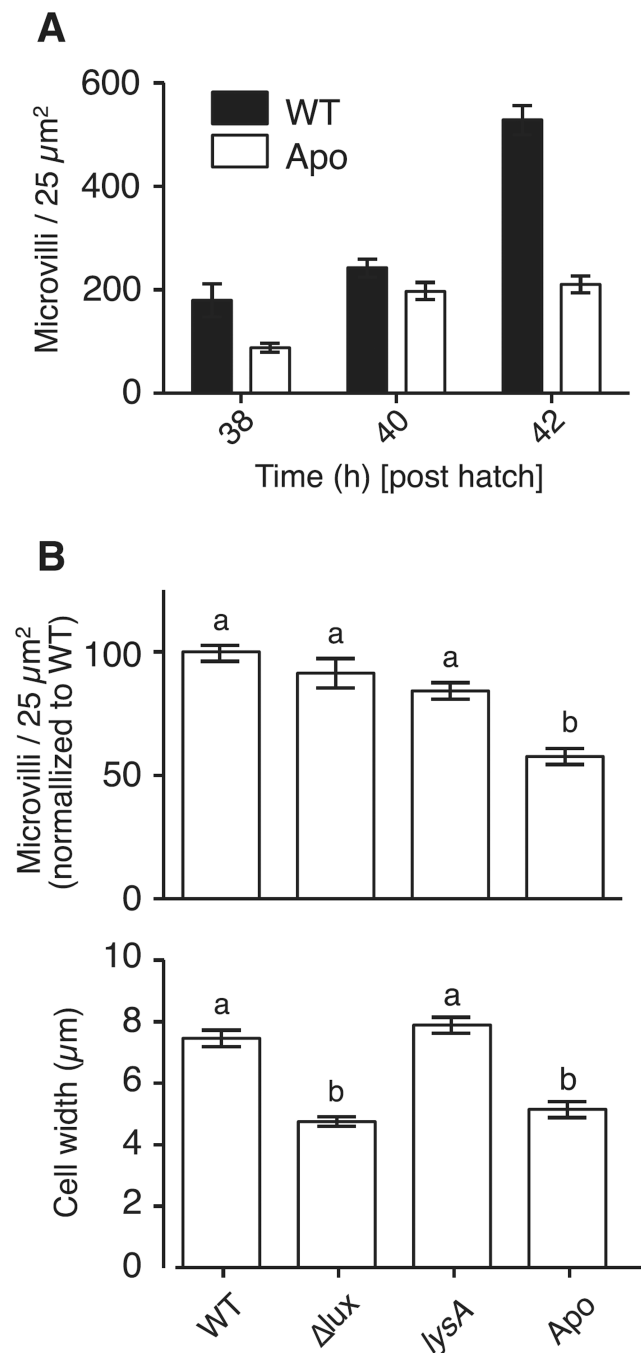 A
600
400
200
0
Microvilli / 25 µm²
WT
Apo
38
40
42
Time (h) [post hatch]
B
Microvilli / 25 µm²
(normallized to WT)
100
50
0
a
a
a
b
Cell width (µm)
10
8
6
4
2
0
a
b
a
b
WT
Δlux
lysA
Apo